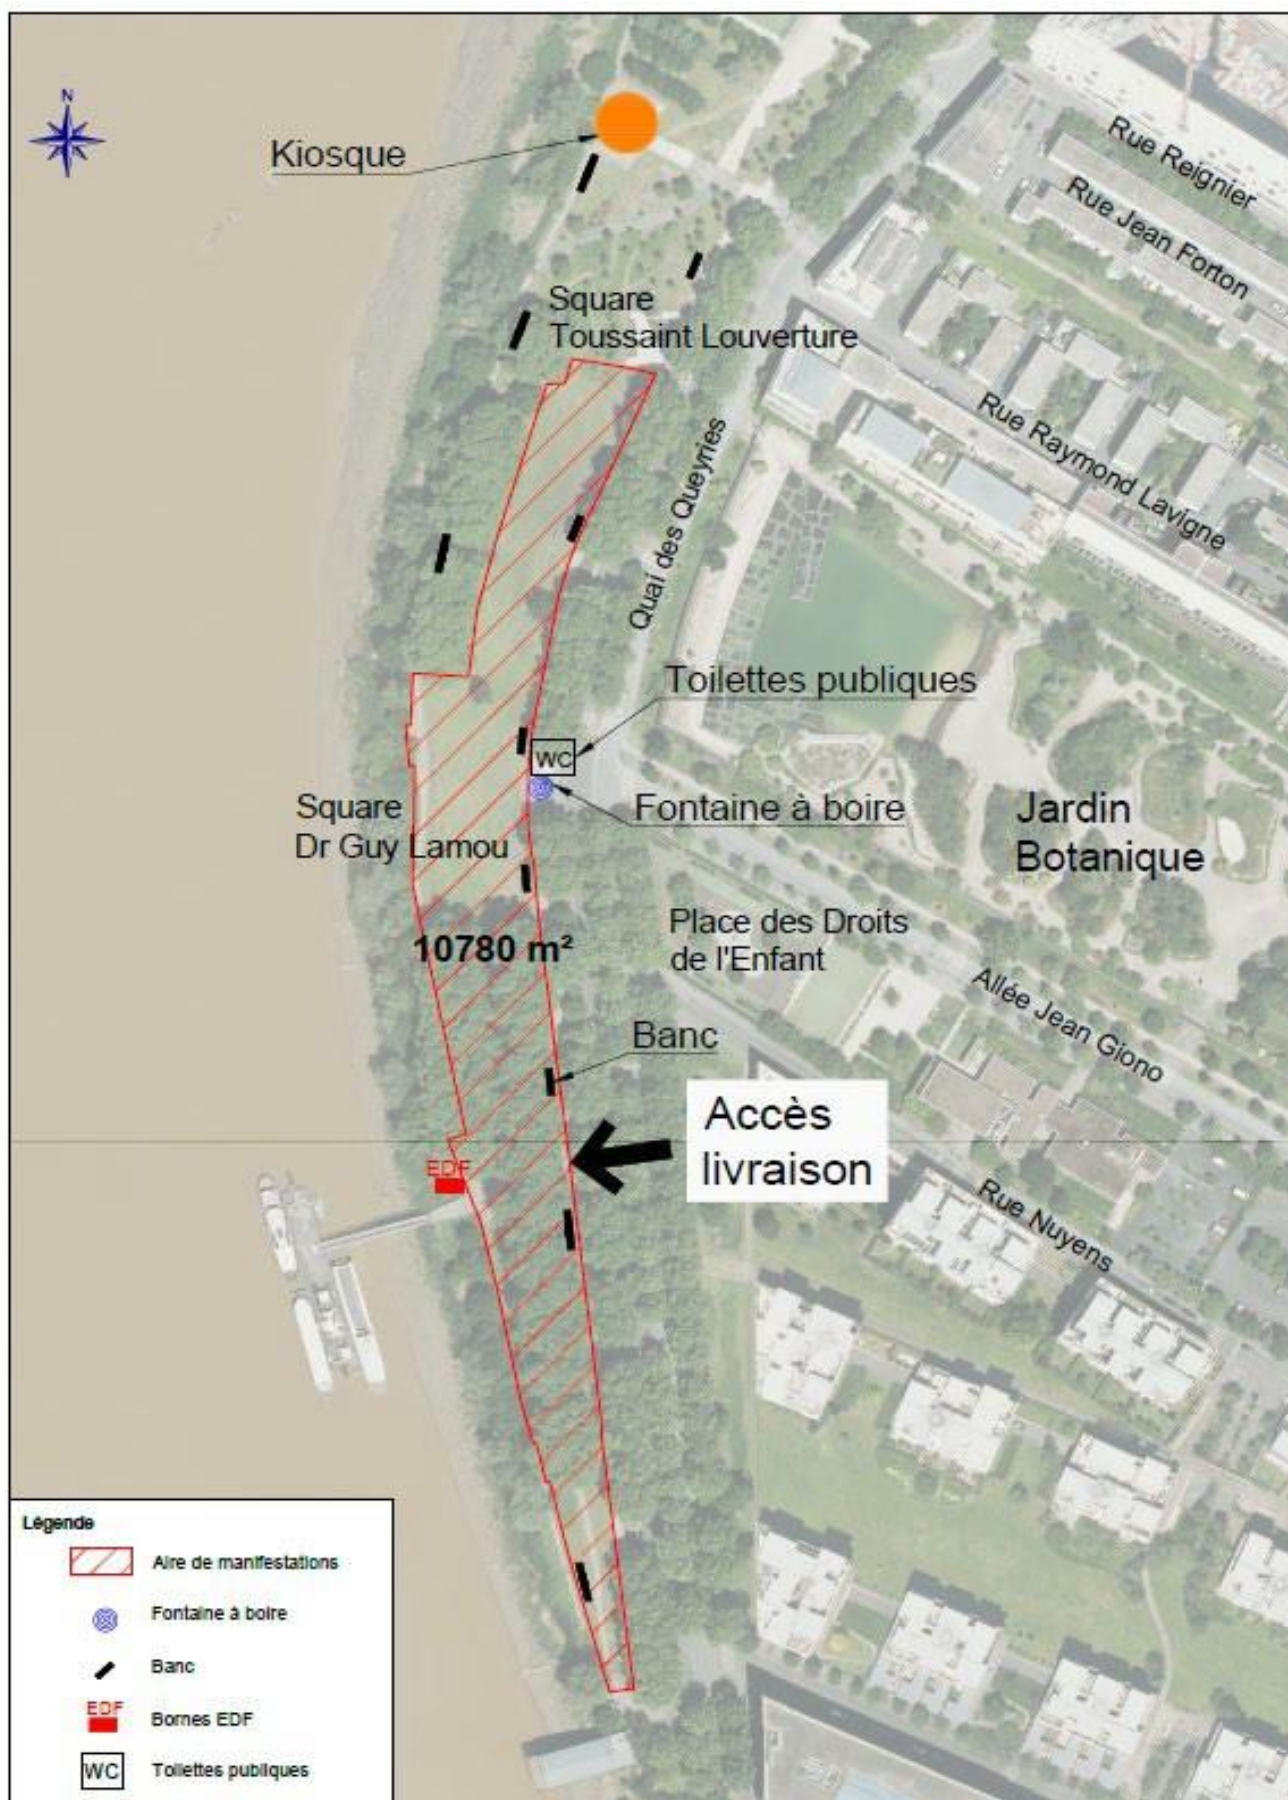 N
Kiosque
Rue Reignier
Rue Jean Forton
Square
Toussaint Louverture
Rue Raymond Lavigne
Quai des Queyries
Toilettes publiques
WC
Fontaine à boire
Square
Dr Guy Lamou
Jardin
Botanique
10780 m²
Place des Droits
de l'Enfant
Allée Jean Giono
Banc
Accès
livraison
EDF
Rue Nuyens
Légende
Aire de manifestations
Fontaine à boire
Banc
EDF
Bornes EDF
WC
Toilettes publiques